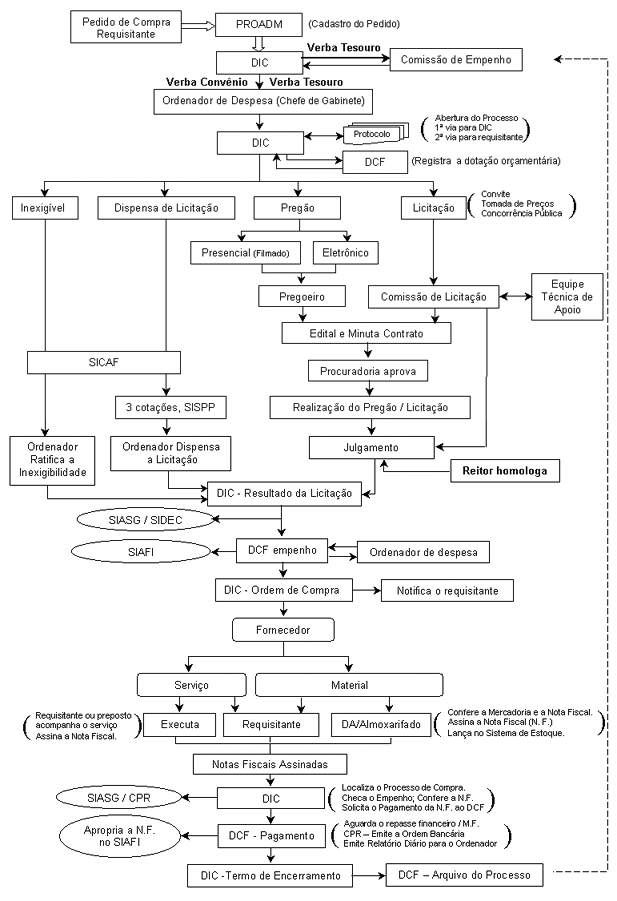 Pedido de Compra
Requisitante
PROADM
(Cadastro do Pedido)
DIC
Verba Tesouro
Comissão de Empenho
Verba Convênio
Verba Tesouro
Ordenador de Despesa (Chefe de Gabinete)
DIC
Protocolo
Abertura do Processo
1ª via para DIC
2ª via para requisitante
DCF
(Registra a dotação orçamentária)
Inexigível
Dispensa de Licitação
Pregão
Licitação
Convite
Tomada de Preços
Concorrência Pública
Presencial (Filmado)
Eletrônico
Pregoeiro
Comissão de Licitação
Equipe
Técnica de
Apoio
Edital e Minuta Contrato
SICAF
Procuradoria aprova
3 cotações, SISPP
Realização do Pregão / Licitação
Ordenador
Ratifica a
Inexigibilidade
Ordenador Dispensa
a Licitação
Julgamento
Reitor homologa
DIC - Resultado da Licitação
SIASG / SIDEC
SIAFI
DCF empenho
Ordenador de despesa
DIC - Ordem de Compra
Notifica o requisitante
Fornecedor
Serviço
Material
Requisitante ou preposto
acompanha o serviço
Assina a Nota Fiscal.
Executa
Requisitante
DA/Almoxarifado
Confere a Mercadoria e a Nota Fiscal.
Assina a Nota Fiscal (N. F.)
Lança no Sistema de Estoque.
Notas Fiscais Assinadas
SIASG / CPR
DIC
Localiza o Processo de Compra.
Checa o Empenho; Confere a N.F.
Solicita o Pagamento da N.F. ao DCF
Apropria a N.F.
no SIAFI
DCF - Pagamento
Aguarda o repasse financeiro / M.F.
CPR – Emite a Ordem Bancária
Emite Relatório Diário para o Ordenador
DIC -Termo de Encerramento
DCF – Arquivo do Processo